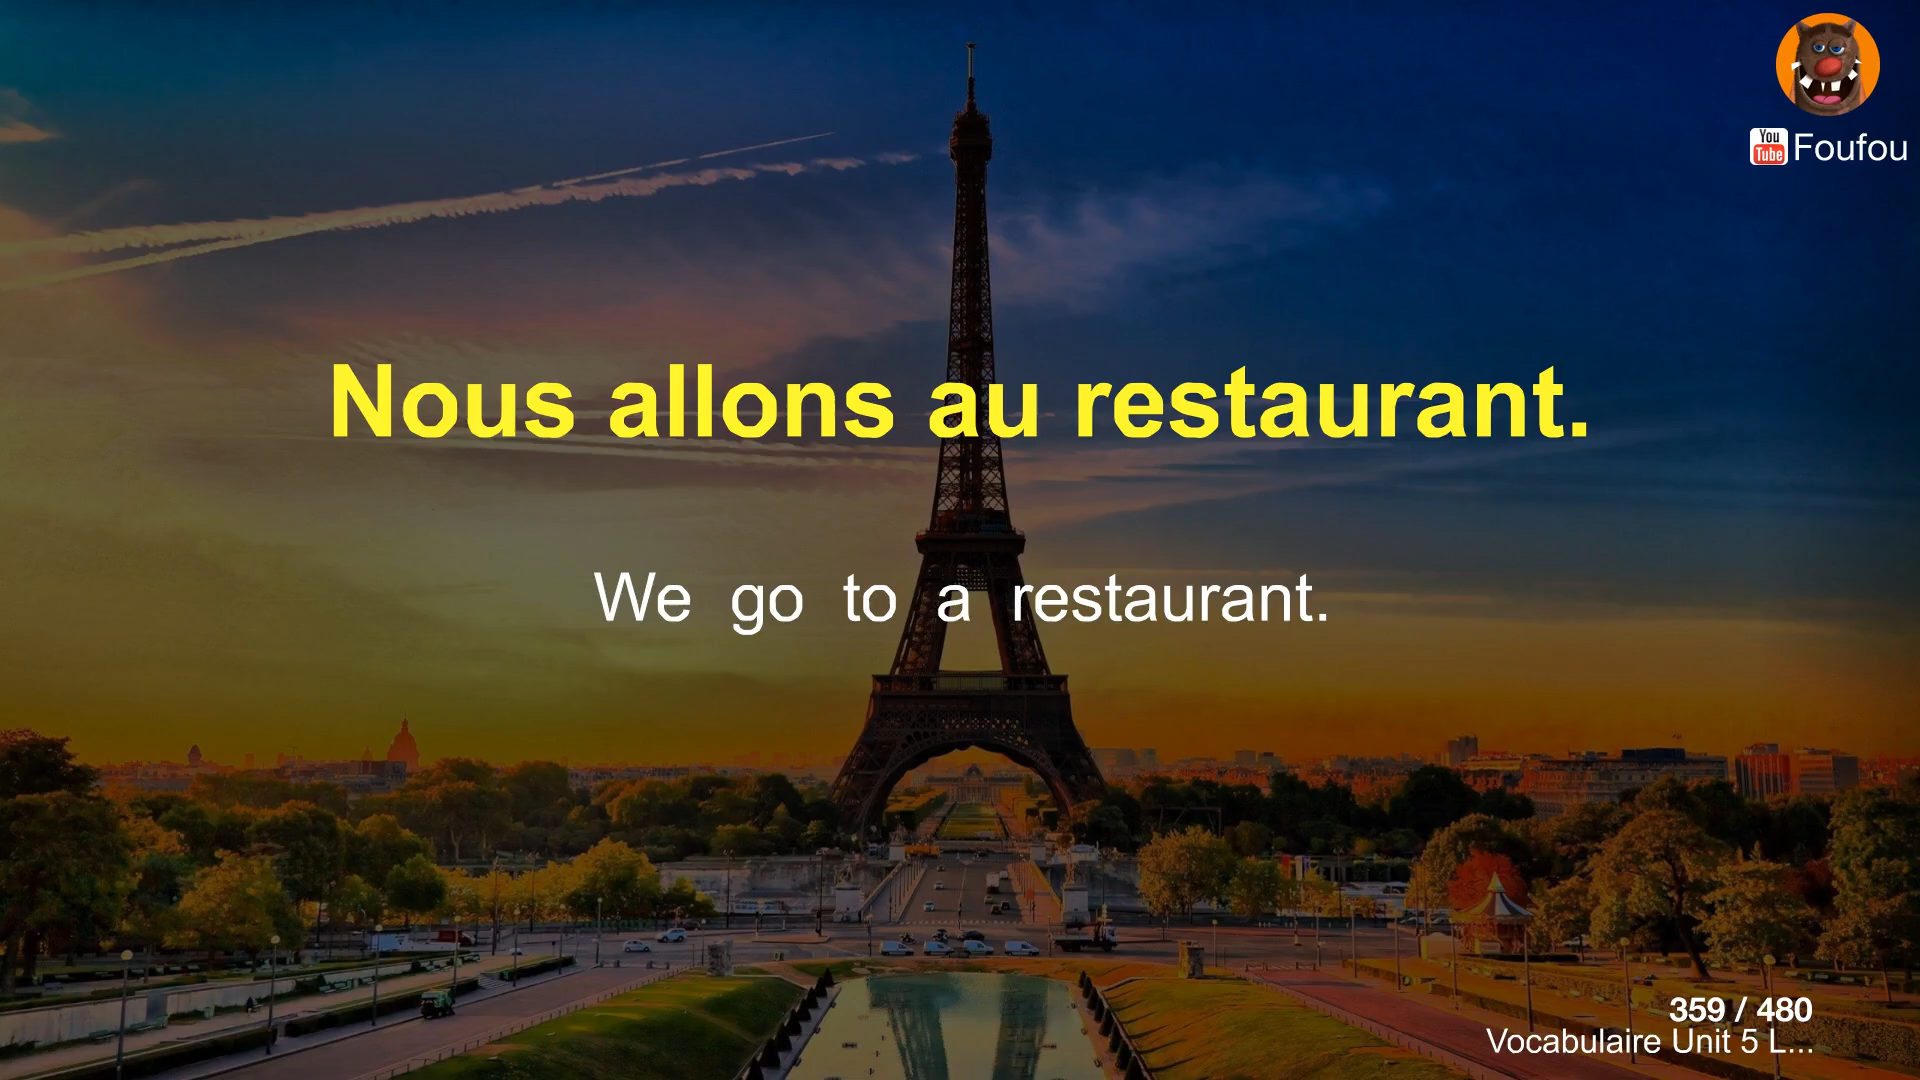 You
Tube
Foufou
Nous allons au restaurant.
We go to a restaurant.
359 / 480
Vocabulaire Unit 5 L...